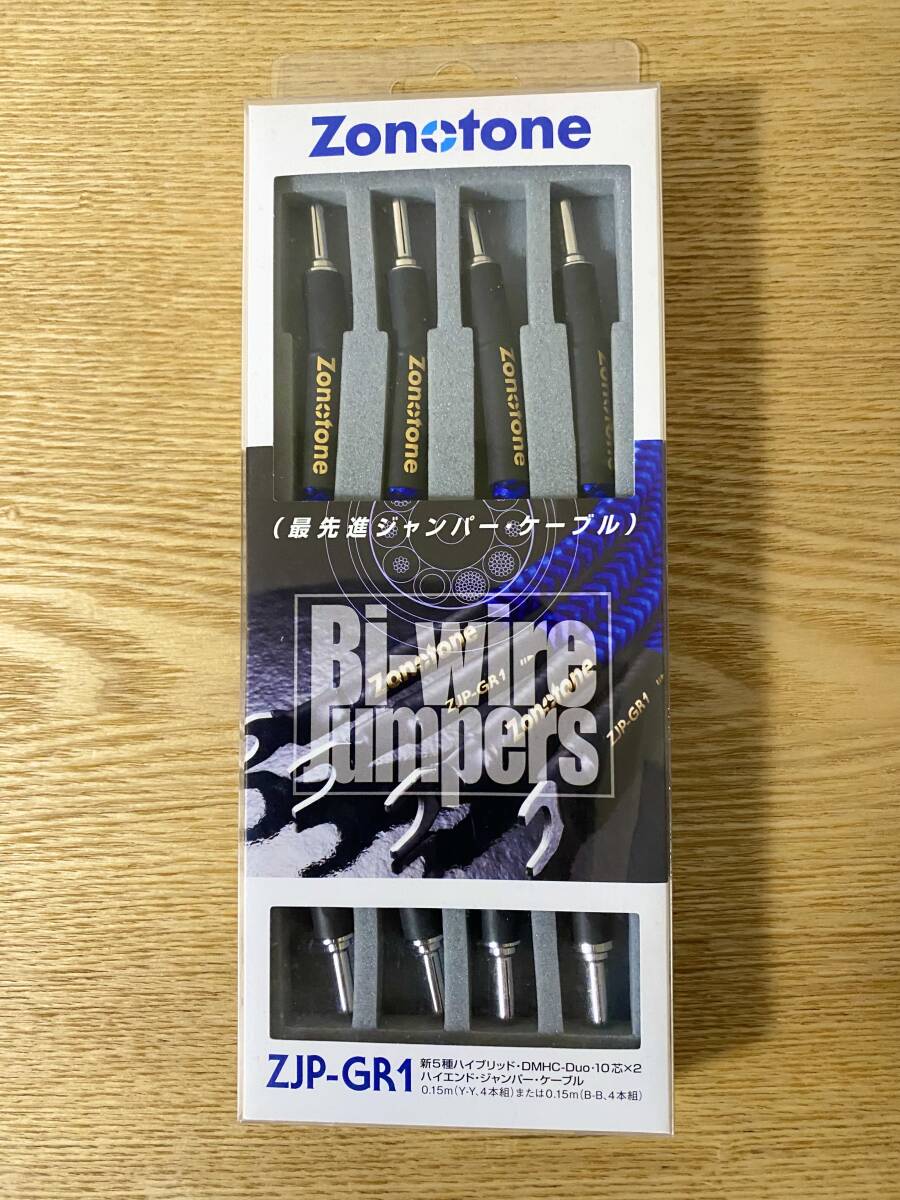 Zonotone
Zonotone
Zonotone
Zonotone
Zonotone
(最先進ジャンパー・ケーブル)
Bi-wire
Jumpers
Zonotone
ZJP-GR1
Zonotone
ZJP-GR1
ZJP-GR1
新5種ハイブリッド・DMHC-Duo・10芯×2
ハイエンド・ジャンパー・ケーブル
0.15m(Y-Y、4本組)または0.15m(B-B、4本組)